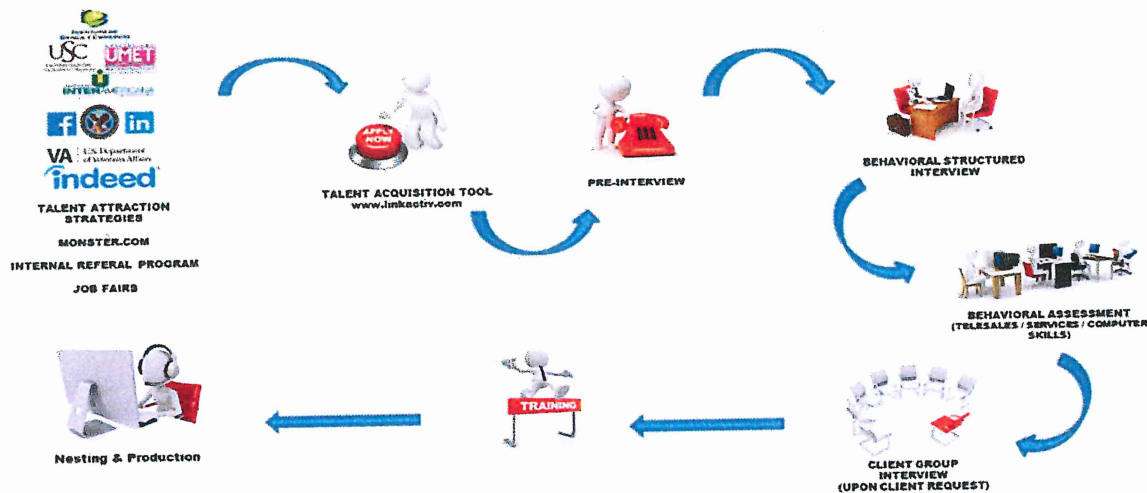 USC
UMET
INTERAMERICANA
f
in
VA
U.S. Department
of Veterans Affairs
indeed
TALENT ATTRACTION
STRATEGIES
MONSTER.COM
INTERNAL REFERAL PROGRAM
JOB FAIRS
APPLY
NOW
TALENT ACQUISITION TOOL
www.linkactiv.com
PRE-INTERVIEW
BEHAVIORAL STRUCTURED
INTERVIEW
BEHAVIORAL ASSESSMENT
(TELESALES / SERVICES / COMPUTER
SKILLS)
CLIENT GROUP
INTERVIEW
(UPON CLIENT REQUEST)
TRAINING
Nesting & Production